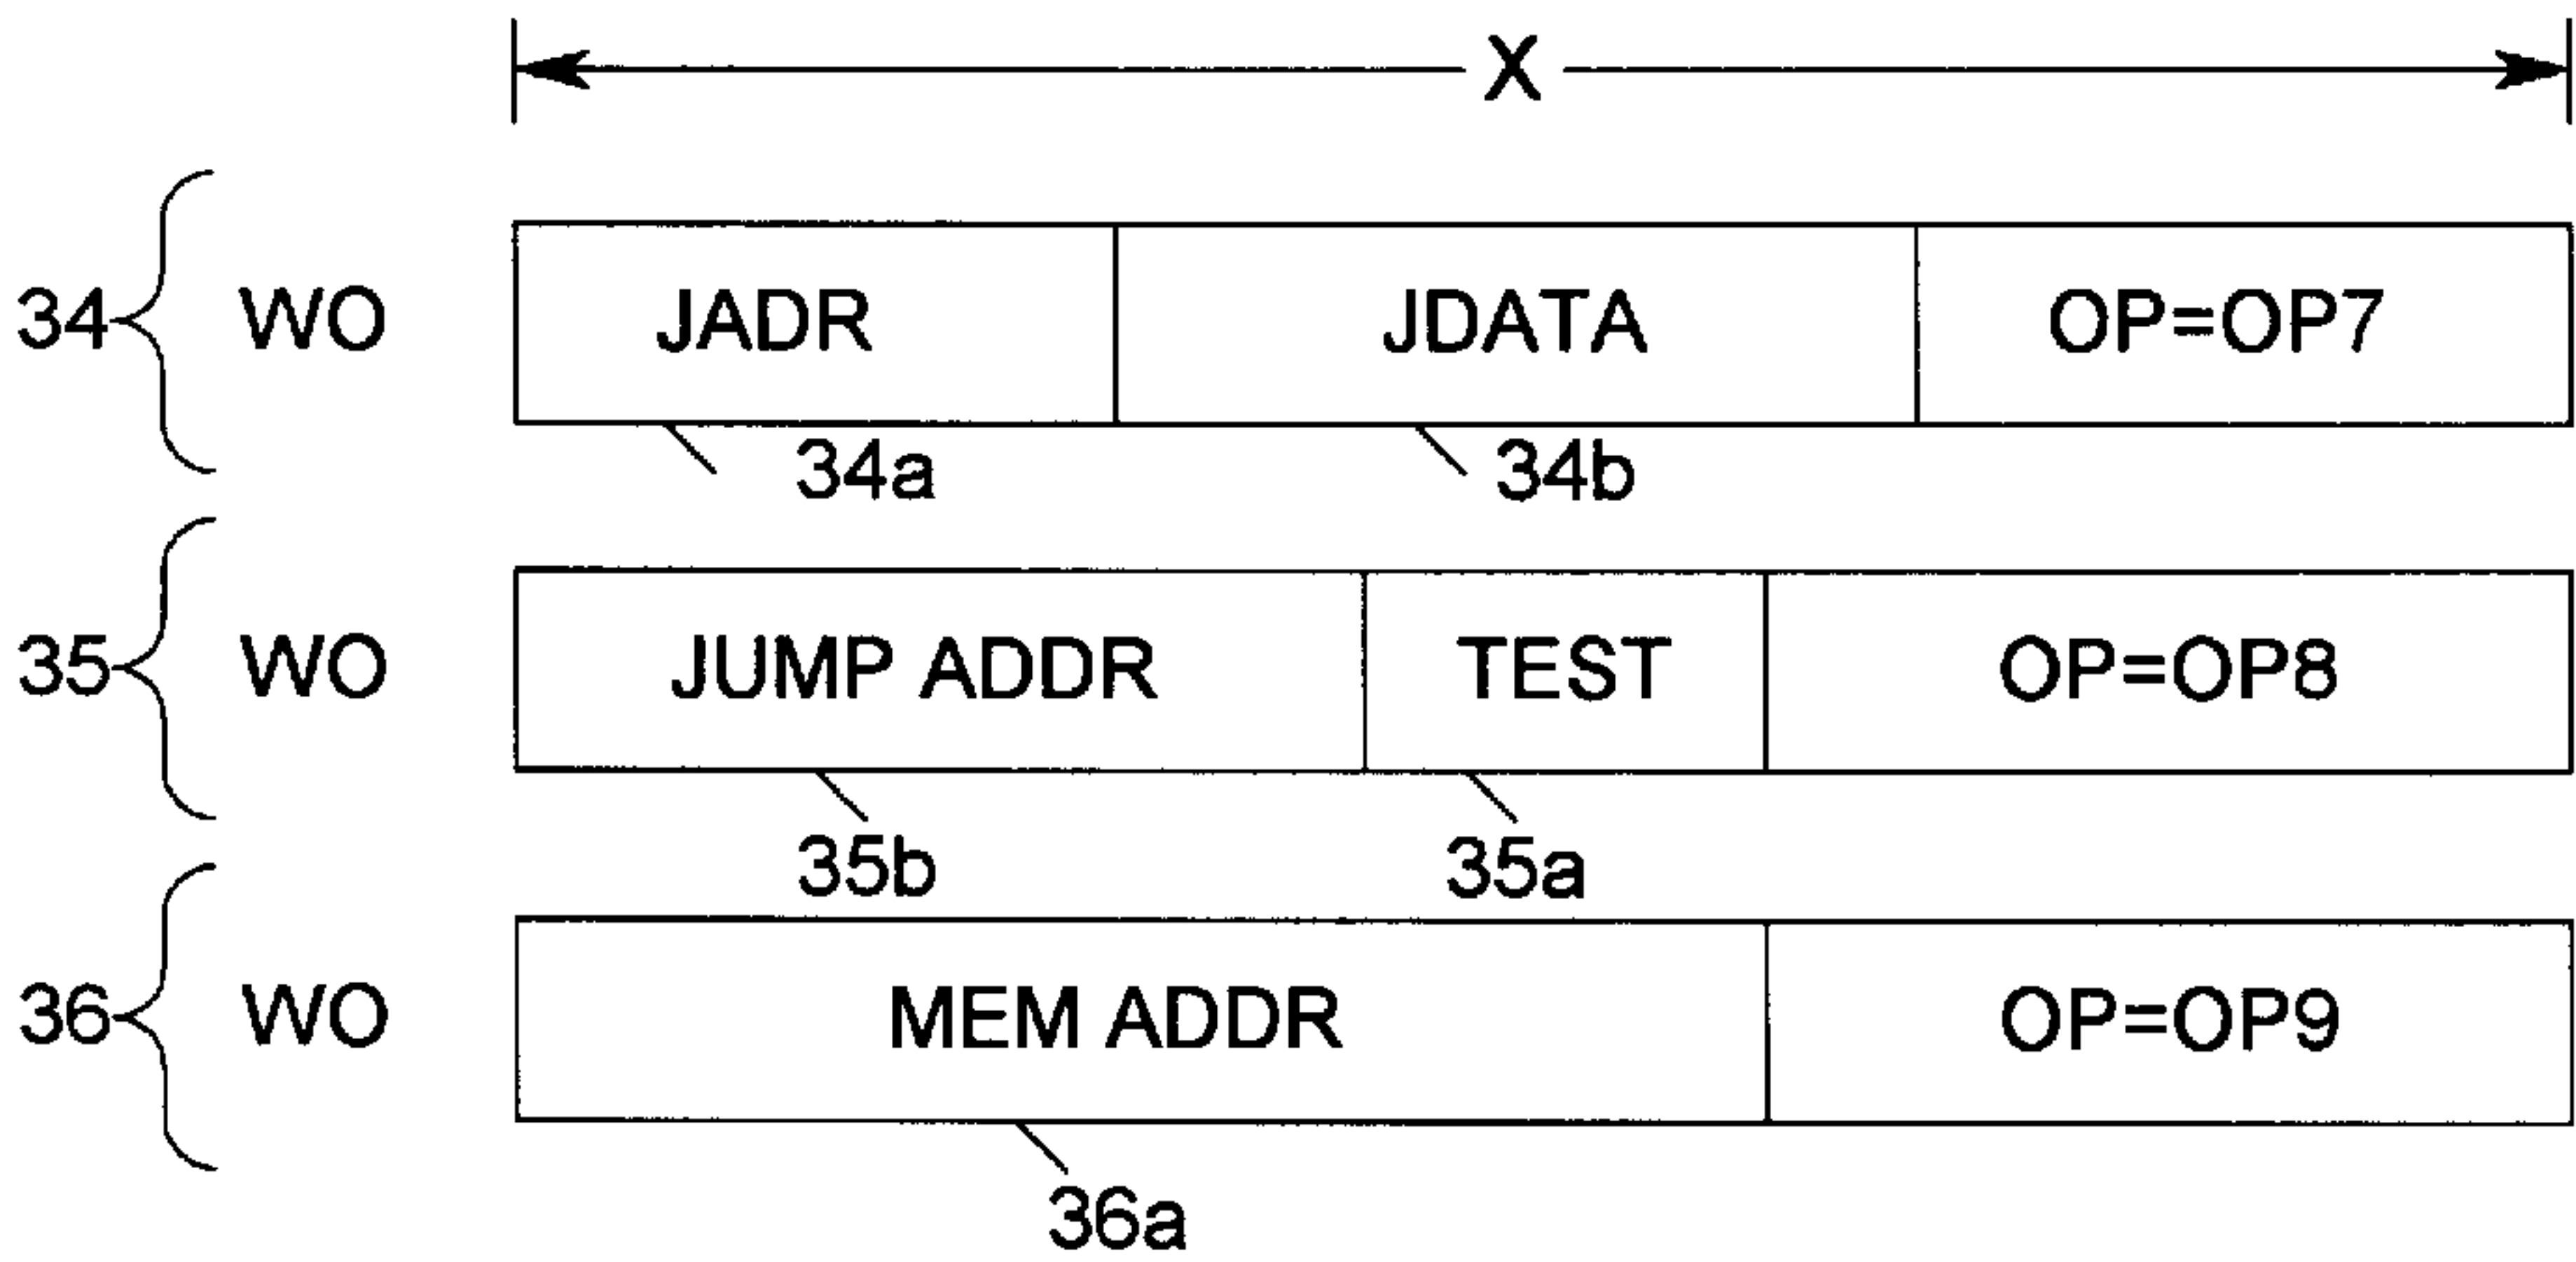 X
34 WO JADR JDATA OP=OP7
34a 34b
35 WO JUMP ADDR TEST OP=OP8
35b 35a
36 WO MEM ADDR OP=OP9
36a